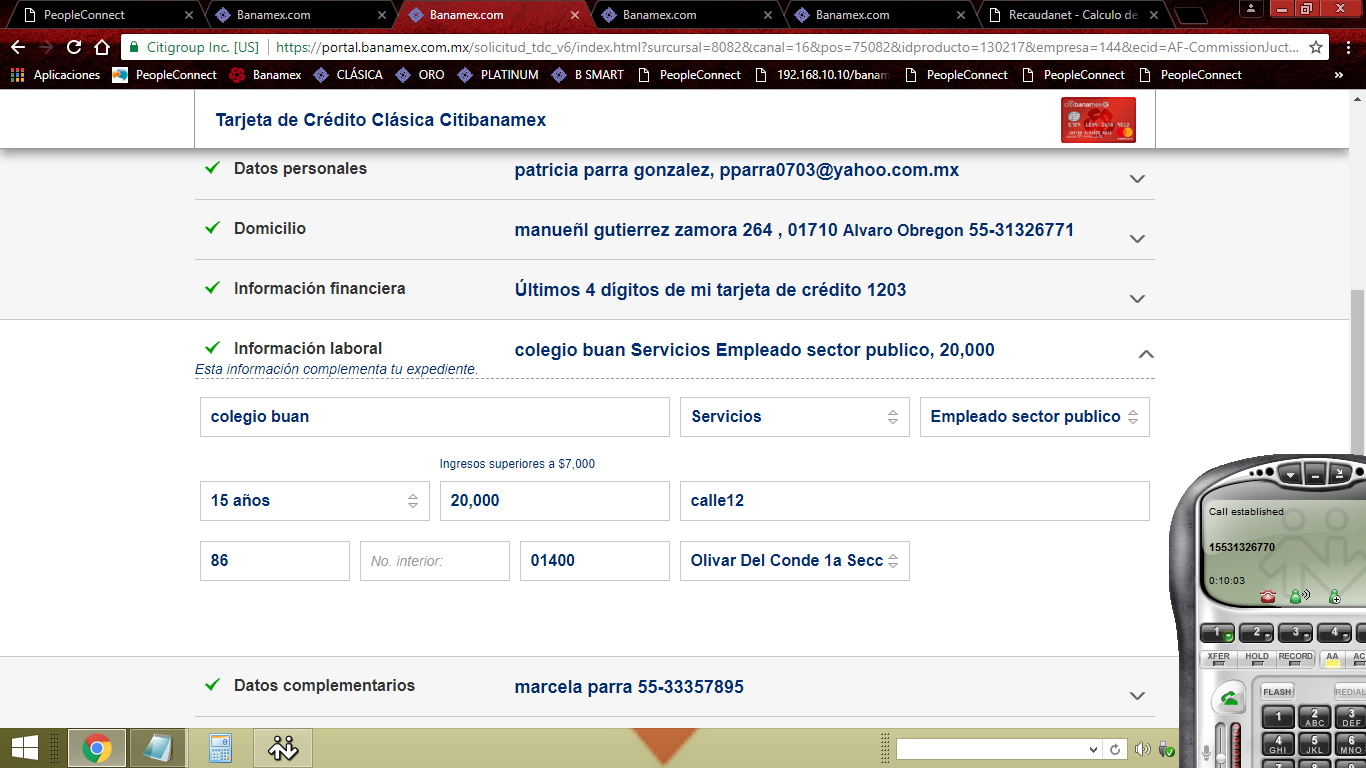 PeopleConnect
Banamex.com
Banamex.com
Banamex.com
Banamex.com
Recaudanet - Calculo de
Citigroup Inc. [US] https://portal.banamex.com.mx/solicitud_tdc_v6/index.html?surcursal=8082&canal=16&pos=75082&idproducto=130217&empresa=144&ecid=AF-CommissionJuct...
Aplicaciones PeopleConnect Banamex CLÁSICA ORO PLATINUM B SMART PeopleConnect 192.168.10.10/banam PeopleConnect PeopleConnect PeopleConnect »
Tarjeta de Crédito Clásica Citibanamex
citibanamex
Datos personales patricia parra gonzalez, pparra0703@yahoo.com.mx
Domicilio manueñl gutierrez zamora 264 , 01710 Alvaro Obregon 55-31326771
Información financiera Últimos 4 dígitos de mi tarjeta de crédito 1203
Información laboral colegio buan Servicios Empleado sector publico, 20,000
Esta información complementa tu expediente.
colegio buan Servicios Empleado sector publico
Ingresos superiores a $7,000
15 años 20,000 calle12
86 No. interior: 01400 Olivar Del Conde 1a Secc
Datos complementarios marcela parra 55-33357895
Call established
15531326770
0:10:03
1 2 3 4
XFER HOLD RECORD AA AC
FLASH REDIAL
1 2 ABC 3 DEF
4 GHI 5 JKL 6 MNO
7 8 9